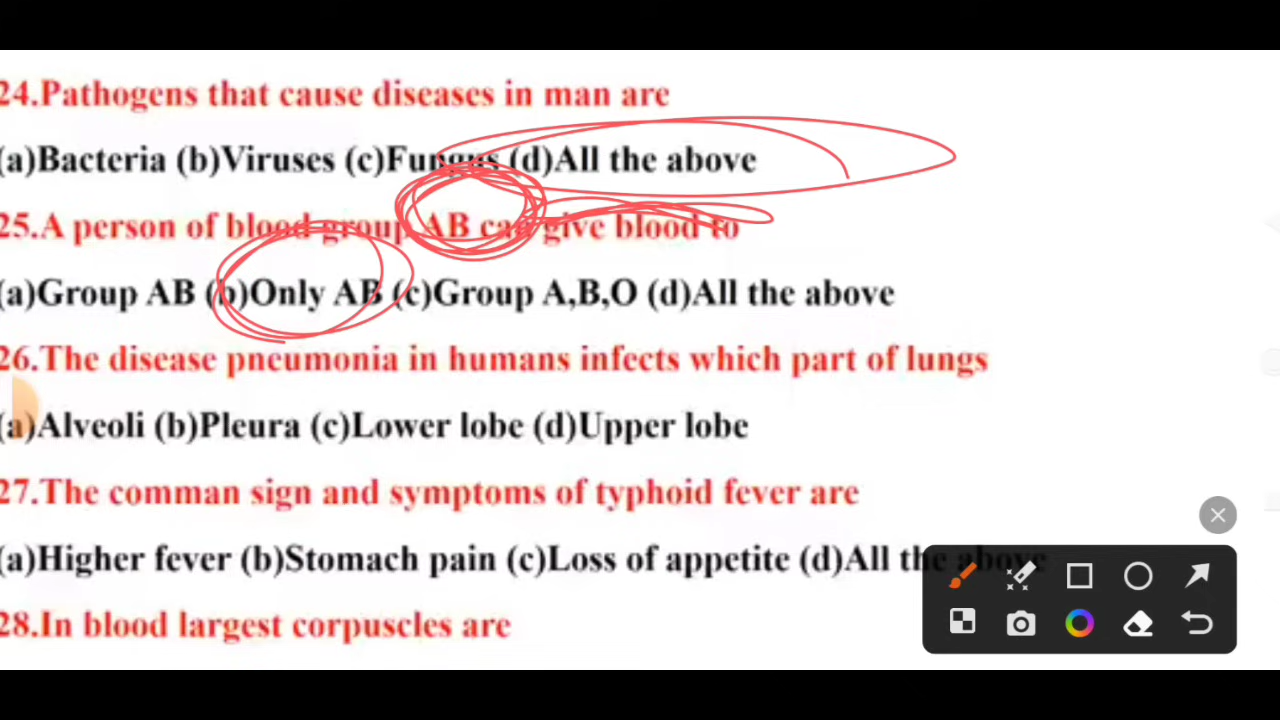 24.Pathogens that cause diseases in man are
(a)Bacteria (b)Viruses (c)Fungus (d)All the above
25.A person of blood group AB can give blood to
(a)Group AB (b)Only AB (c)Group A,B,O (d)All the above
26.The disease pneumonia in humans infects which part of lungs
(a)Alveoli (b)Pleura (c)Lower lobe (d)Upper lobe
27.The comman sign and symptoms of typhoid fever are
(a)Higher fever (b)Stomach pain (c)Loss of appetite (d)All the above
28.In blood largest corpuscles are